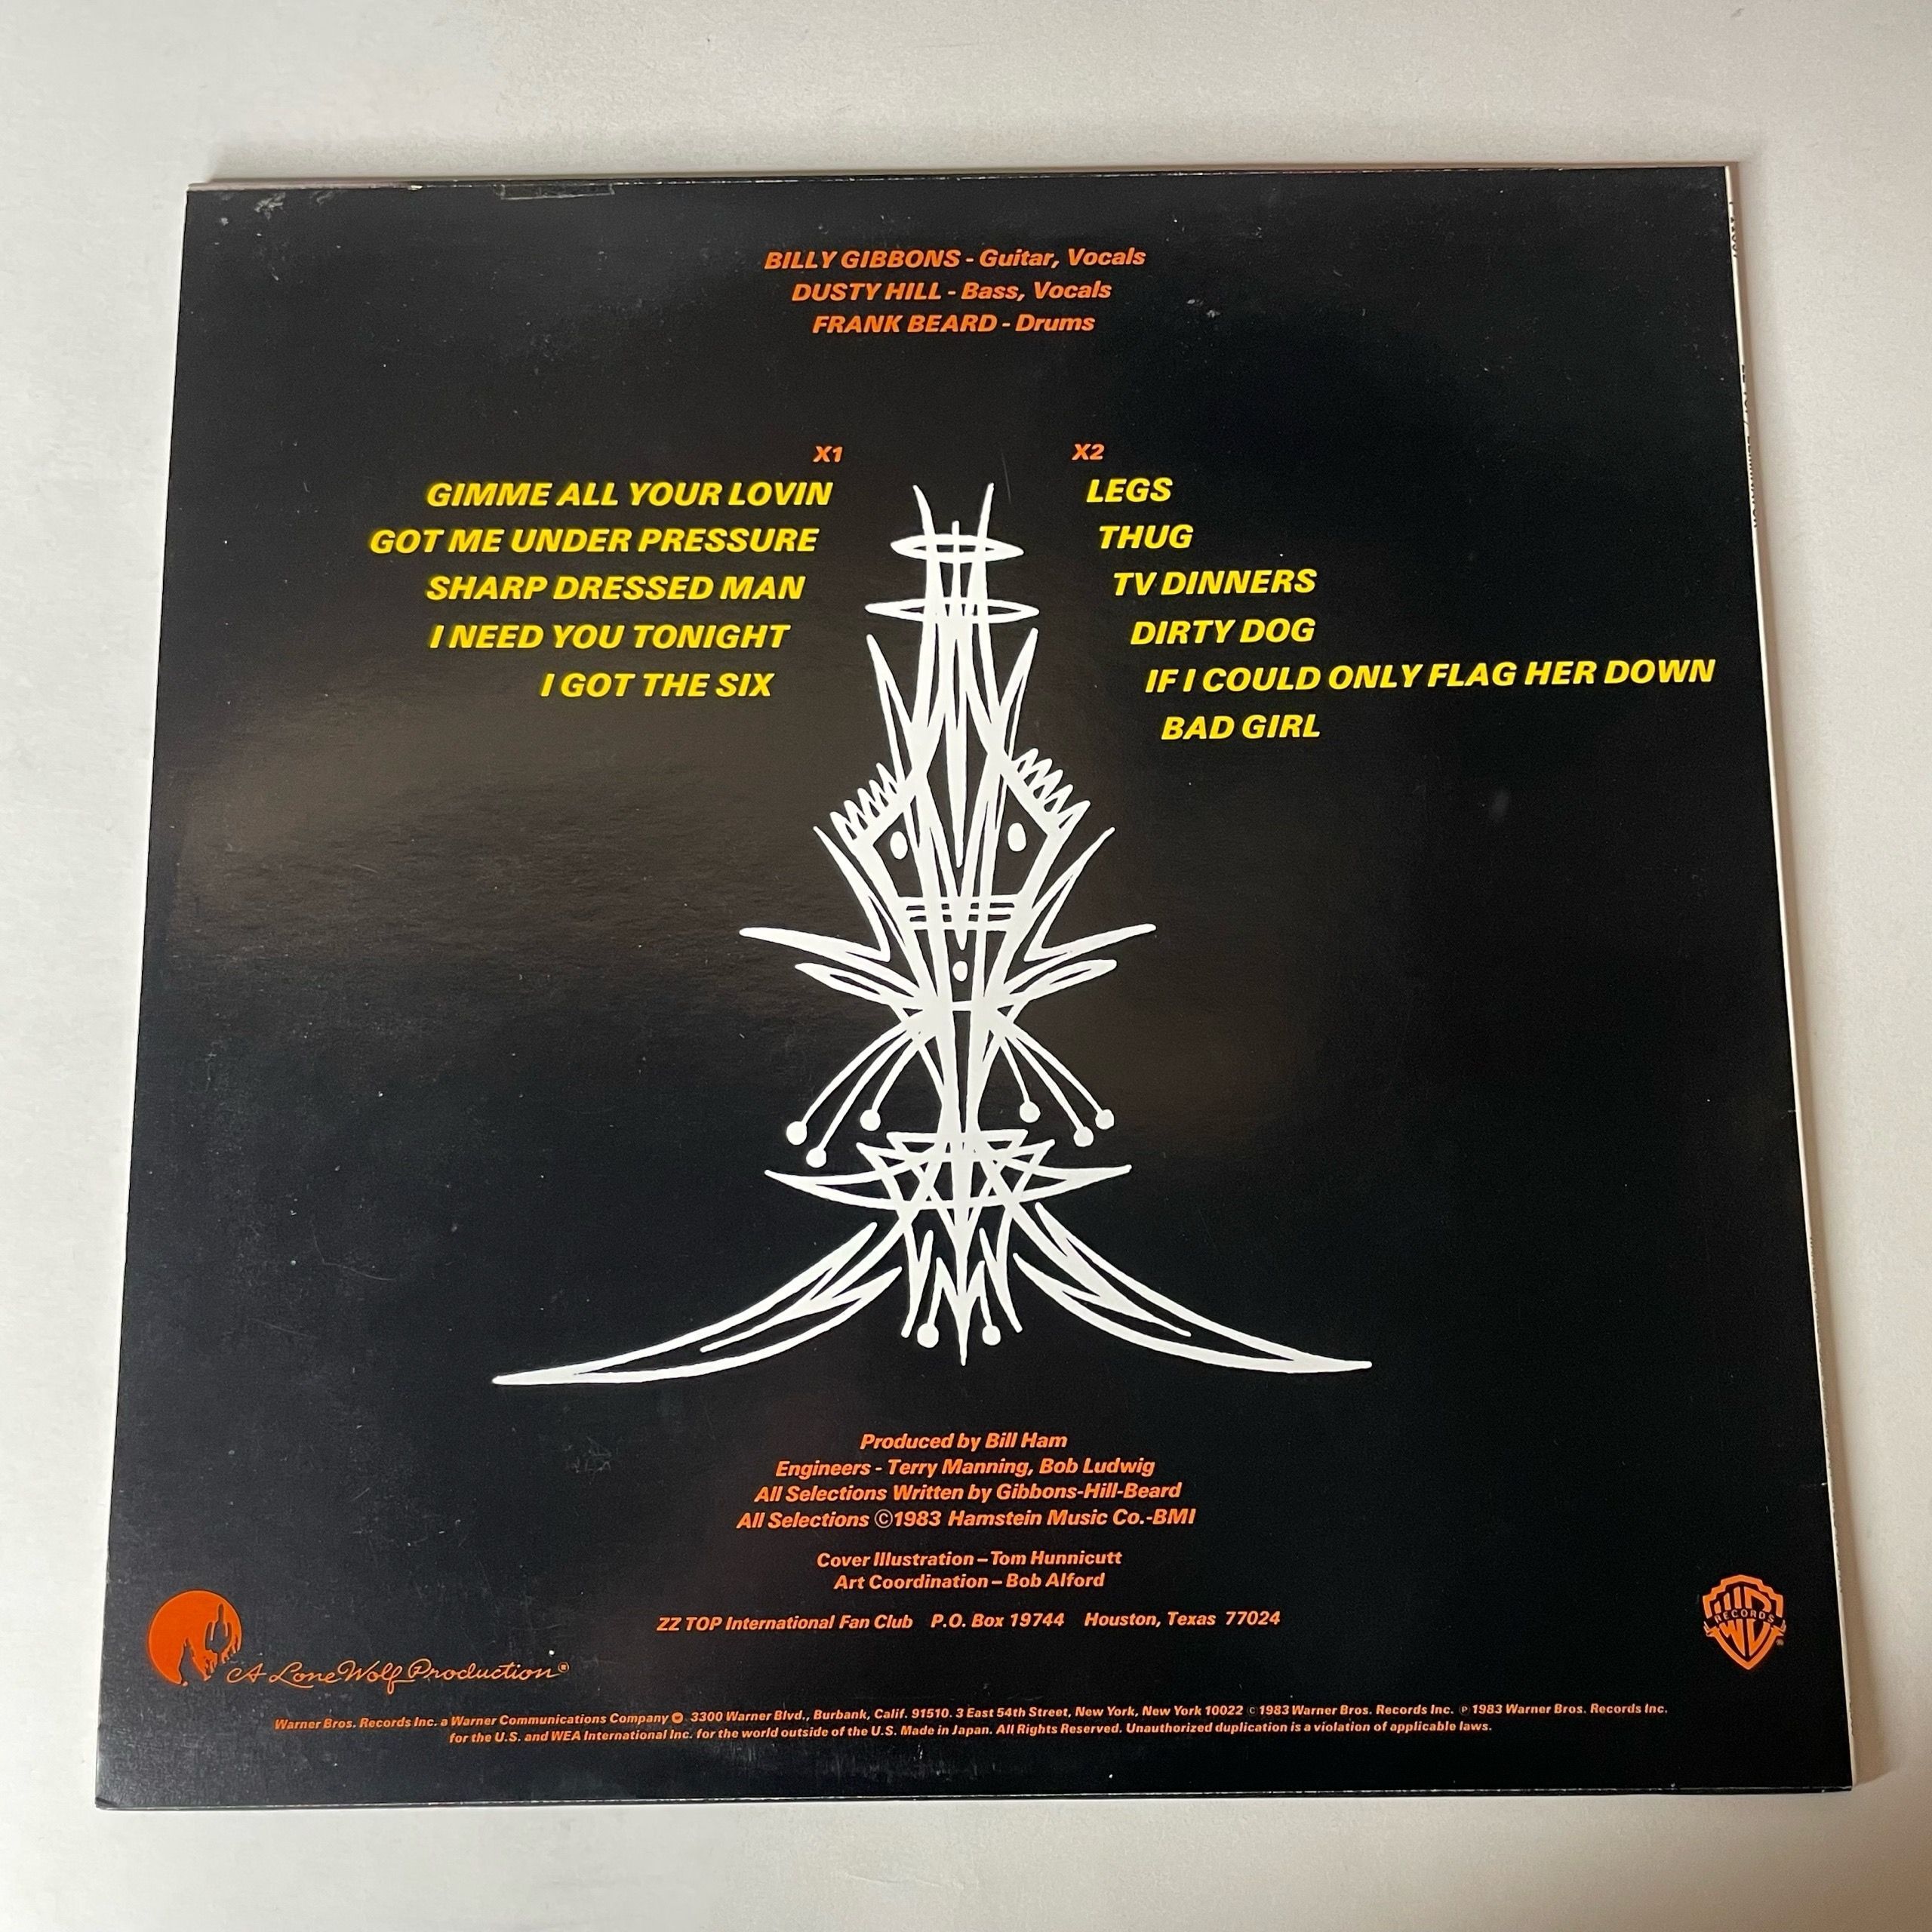 BILLY GIBBONS - Guitar, Vocals
DUSTY HILL - Bass, Vocals
FRANK BEARD - Drums
X1
GIMME ALL YOUR LOVIN
GOT ME UNDER PRESSURE
SHARP DRESSED MAN
I NEED YOU TONIGHT
I GOT THE SIX
X2
LEGS
THUG
TV DINNERS
DIRTY DOG
IF I COULD ONLY FLAG HER DOWN
BAD GIRL
Produced by Bill Ham
Engineers - Terry Manning, Bob Ludwig
All Selections Written by Gibbons-Hill-Beard
All Selections ©1983 Hamstein Music Co.-BMI
Cover Illustration – Tom Hunnicutt
Art Coordination – Bob Alford
ZZ TOP International Fan Club P.O. Box 19744 Houston, Texas 77024
A Lone Wolf Production®
RECORDS
Warner Bros. Records Inc. a Warner Communications Company 3300 Warner Blvd., Burbank, Calif. 91510. 3 East 54th Street, New York, New York 10022 ©1983 Warner Bros. Records Inc. ℗ 1983 Warner Bros. Records Inc.
for the U.S. and WEA International Inc. for the world outside of the U.S. Made in Japan. All Rights Reserved. Unauthorized duplication is a violation of applicable laws.